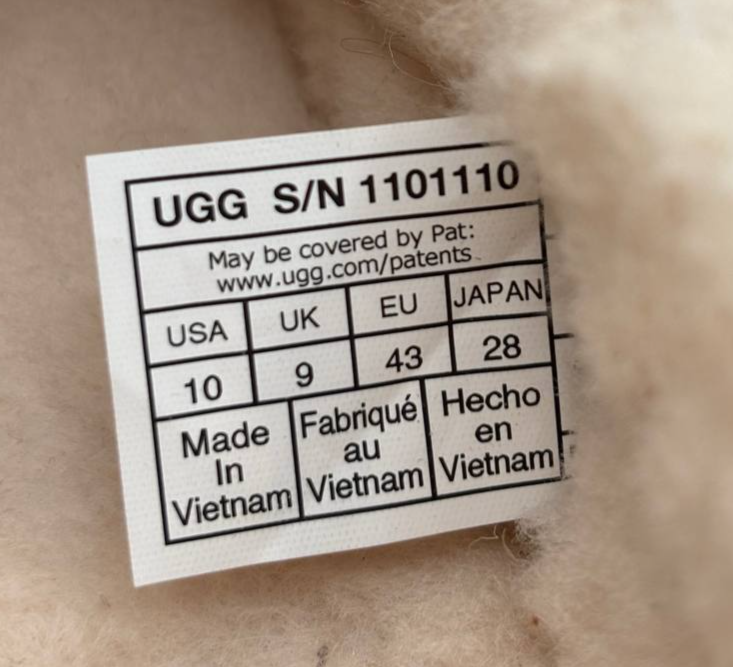 UGG S/N 1101110
May be covered by Pat:
www.ugg.com/patents
USA UK EU JAPAN
10 9 43 28
Made In Vietnam
Fabriqué au Vietnam
Hecho en Vietnam